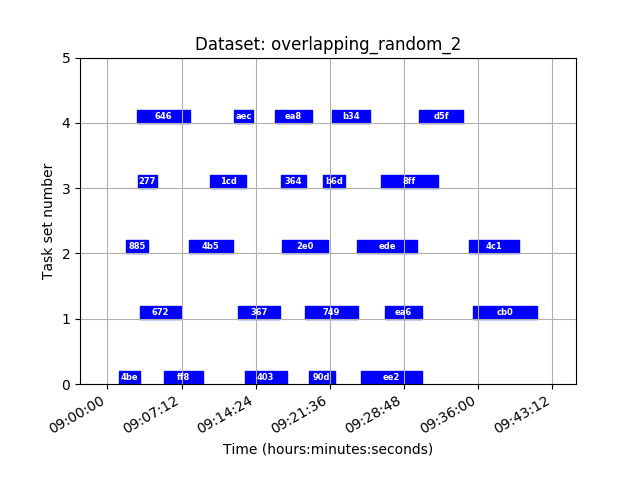 Dataset: overlapping_random_2
5
4
3
2
1
0
Task set number
646 aec ea8 b34 d5f
277 1cd 364 b6d 8ff
885 4b5 2e0 ede 4c1
672 367 749 ea6 cb0
4be ff8 403 90d ee2
09:00:00 09:07:12 09:14:24 09:21:36 09:28:48 09:36:00 09:43:12
Time (hours:minutes:seconds)